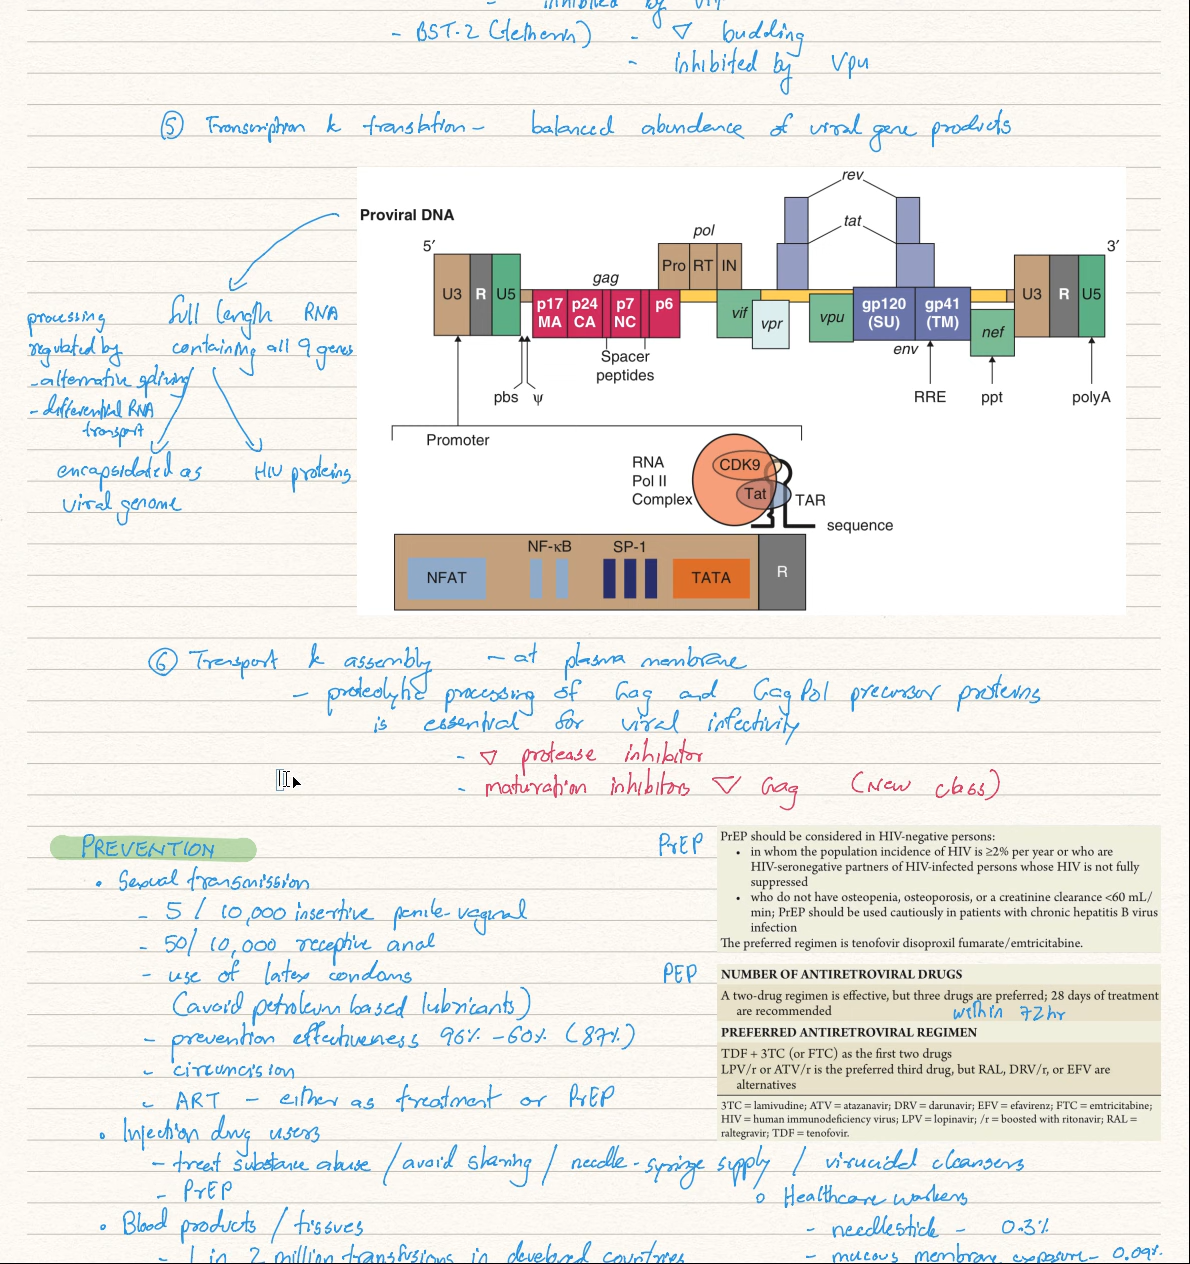 inhibited by Vif
- BST-2 (tetherin) - ▽ budding
- inhibited by Vpu
⑤ Transcription & translation - balanced abundance of viral gene products
Proviral DNA
5′
3′
rev
tat
pol
gag
U3 R U5
p17 MA
p24 CA
p7 NC
p6
Pro RT IN
vif
vpr
vpu
gp120 (SU)
gp41 (TM)
env
nef
U3 R U5
Spacer
peptides
pbs ψ
RRE
ppt
polyA
Promoter
RNA
Pol II
Complex
CDK9
Tat
TAR
sequence
NFAT
NF-κB
SP-1
TATA
R
full length RNA
containing all 9 genes
processing
regulated by
- alternative splicing
- differential RNA
transport
encapsidated as
viral genome
HIV proteins
⑥ Transport & assembly - at plasma membrane
- proteolytic processing of Gag and GagPol precursor proteins
is essential for viral infectivity
- ▽ protease inhibitor
- maturation inhibitors ▽ Gag (New class)
PREVENTION
• Sexual transmission
- 5 / 10,000 insertive penile-vaginal
- 50/ 10,000 receptive anal
- use of latex condoms
(avoid petroleum based lubricants)
- prevention effectiveness 96% - 60% (87%)
- circumcision
- ART - either as treatment or PrEP
PrEP
PrEP should be considered in HIV-negative persons:
• in whom the population incidence of HIV is ≥2% per year or who are
HIV-seronegative partners of HIV-infected persons whose HIV is not fully
suppressed
• who do not have osteopenia, osteoporosis, or a creatinine clearance <60 mL/
min; PrEP should be used cautiously in patients with chronic hepatitis B virus
infection
The preferred regimen is tenofovir disoproxil fumarate/emtricitabine.
PEP
NUMBER OF ANTIRETROVIRAL DRUGS
A two-drug regimen is effective, but three drugs are preferred; 28 days of treatment
are recommended
within 72hr
PREFERRED ANTIRETROVIRAL REGIMEN
TDF + 3TC (or FTC) as the first two drugs
LPV/r or ATV/r is the preferred third drug, but RAL, DRV/r, or EFV are
alternatives
3TC = lamivudine; ATV = atazanavir; DRV = darunavir; EFV = efavirenz; FTC = emtricitabine;
HIV = human immunodeficiency virus; LPV = lopinavir; /r = boosted with ritonavir; RAL =
raltegravir; TDF = tenofovir.
• Injection drug users
- treat substance abuse / avoid sharing / needle-syringe supply / virucidal cleansers
- PrEP
• Blood products / tissues
- 1 in 2 million transfusions in developed countries
o Healthcare workers
- needlestick - 0.3%
- mucous membrane exposure - 0.09%